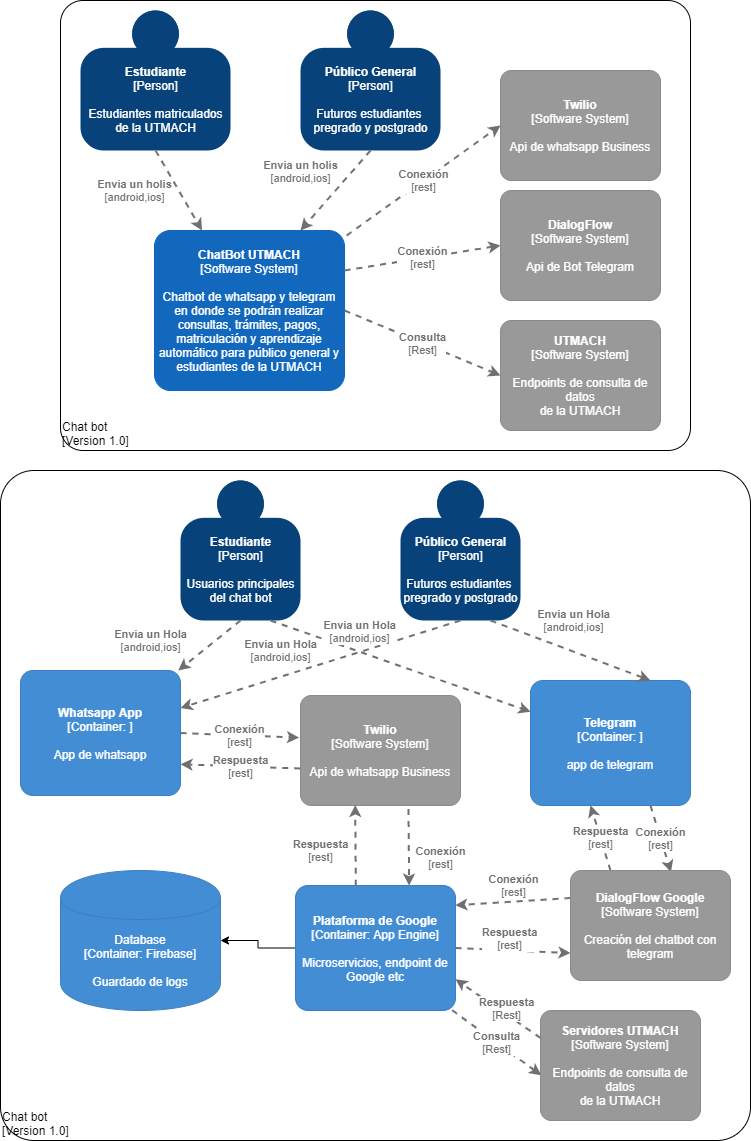 Estudiante
[Person]
Estudiantes matriculados
de la UTMACH
Público General
[Person]
Futuros estudiantes
pregrado y postgrado
Twilio
[Software System]
Api de whatsapp Business
Envia un holis
[android,ios]
Envia un holis
[android,ios]
Conexión
[rest]
DialogFlow
[Software System]
Api de Bot Telegram
ChatBot UTMACH
[Software System]
Chatbot de whatsapp y telegram
en donde se podrán realizar
consultas, trámites, pagos,
matriculación y aprendizaje
automático para público general y
estudiantes de la UTMACH
Conexión
[rest]
Consulta
[Rest]
UTMACH
[Software System]
Endpoints de consulta de
datos
de la UTMACH
Chat bot
[Version 1.0]
Estudiante
[Person]
Usuarios principales
del chat bot
Público General
[Person]
Futuros estudiantes
pregrado y postgrado
Envia un Hola
[android,ios]
Envia un Hola
[android,ios]
Envia un Hola
[android,ios]
Envia un Hola
[android,ios]
Whatsapp App
[Container: ]
App de whatsapp
Conexión
[rest]
Respuesta
[rest]
Twilio
[Software System]
Api de whatsapp Business
Telegram
[Container: ]
app de telegram
Respuesta
[rest]
Conexión
[rest]
Respuesta
[rest]
Conexión
[rest]
Database
[Container: Firebase]
Guardado de logs
Plataforma de Google
[Container: App Engine]
Microservicios, endpoint de
Google etc
Conexión
[rest]
Respuesta
[rest]
DialogFlow Google
[Software System]
Creación del chatbot con
telegram
Respuesta
[Rest]
Consulta
[Rest]
Servidores UTMACH
[Software System]
Endpoints de consulta de
datos
de la UTMACH
Chat bot
[Version 1.0]